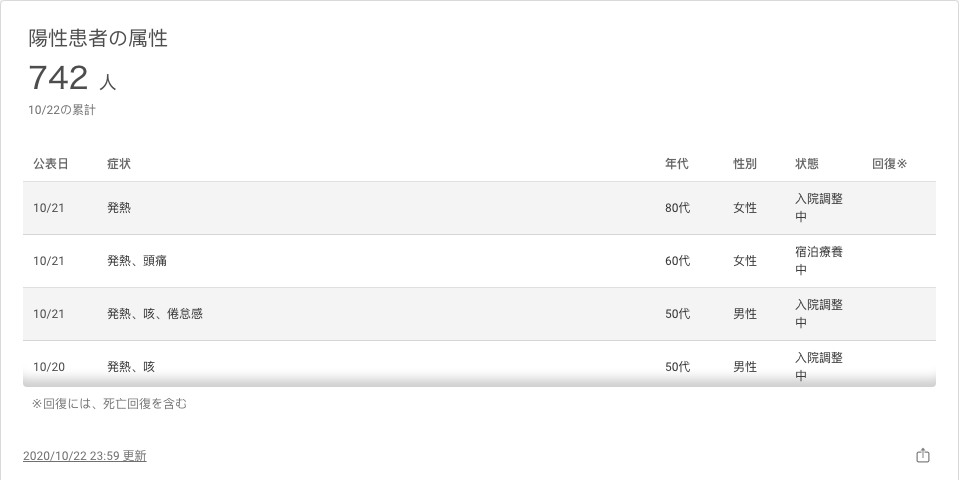 陽性患者の属性
742 人
10/22の累計
公表日 症状 年代 性別 状態 回復※
10/21 発熱 80代 女性 入院調整
中
10/21 発熱、頭痛 60代 女性 宿泊療養
中
10/21 発熱、咳、倦怠感 50代 男性 入院調整
中
10/20 発熱、咳 50代 男性 入院調整
中
※回復には、死亡回復を含む
2020/10/22 23:59 更新